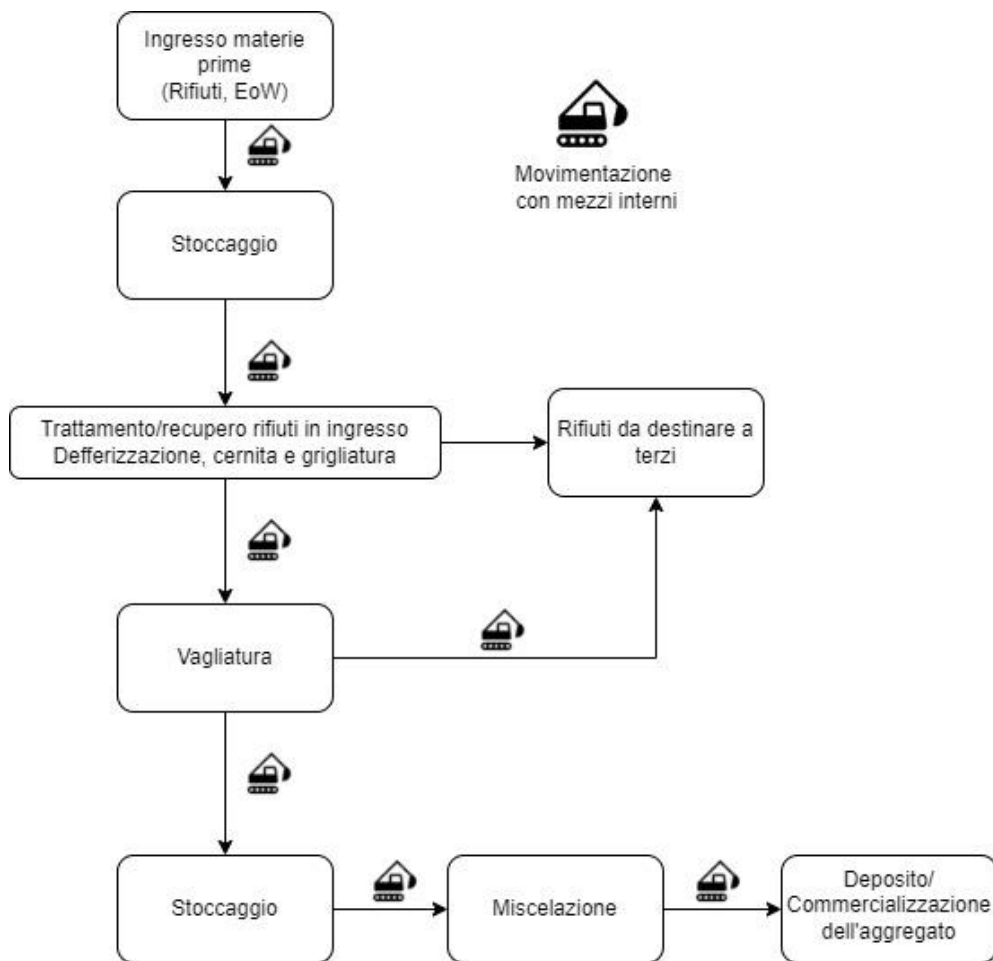 Ingresso materie
prime
(Rifiuti, EoW)
Movimentazione
con mezzi interni
Stoccaggio
Trattamento/recupero rifiuti in ingresso
Defferizzazione, cernita e grigliatura
Rifiuti da destinare a
terzi
Vagliatura
Stoccaggio
Miscelazione
Deposito/
Commercializzazione
dell'aggregato